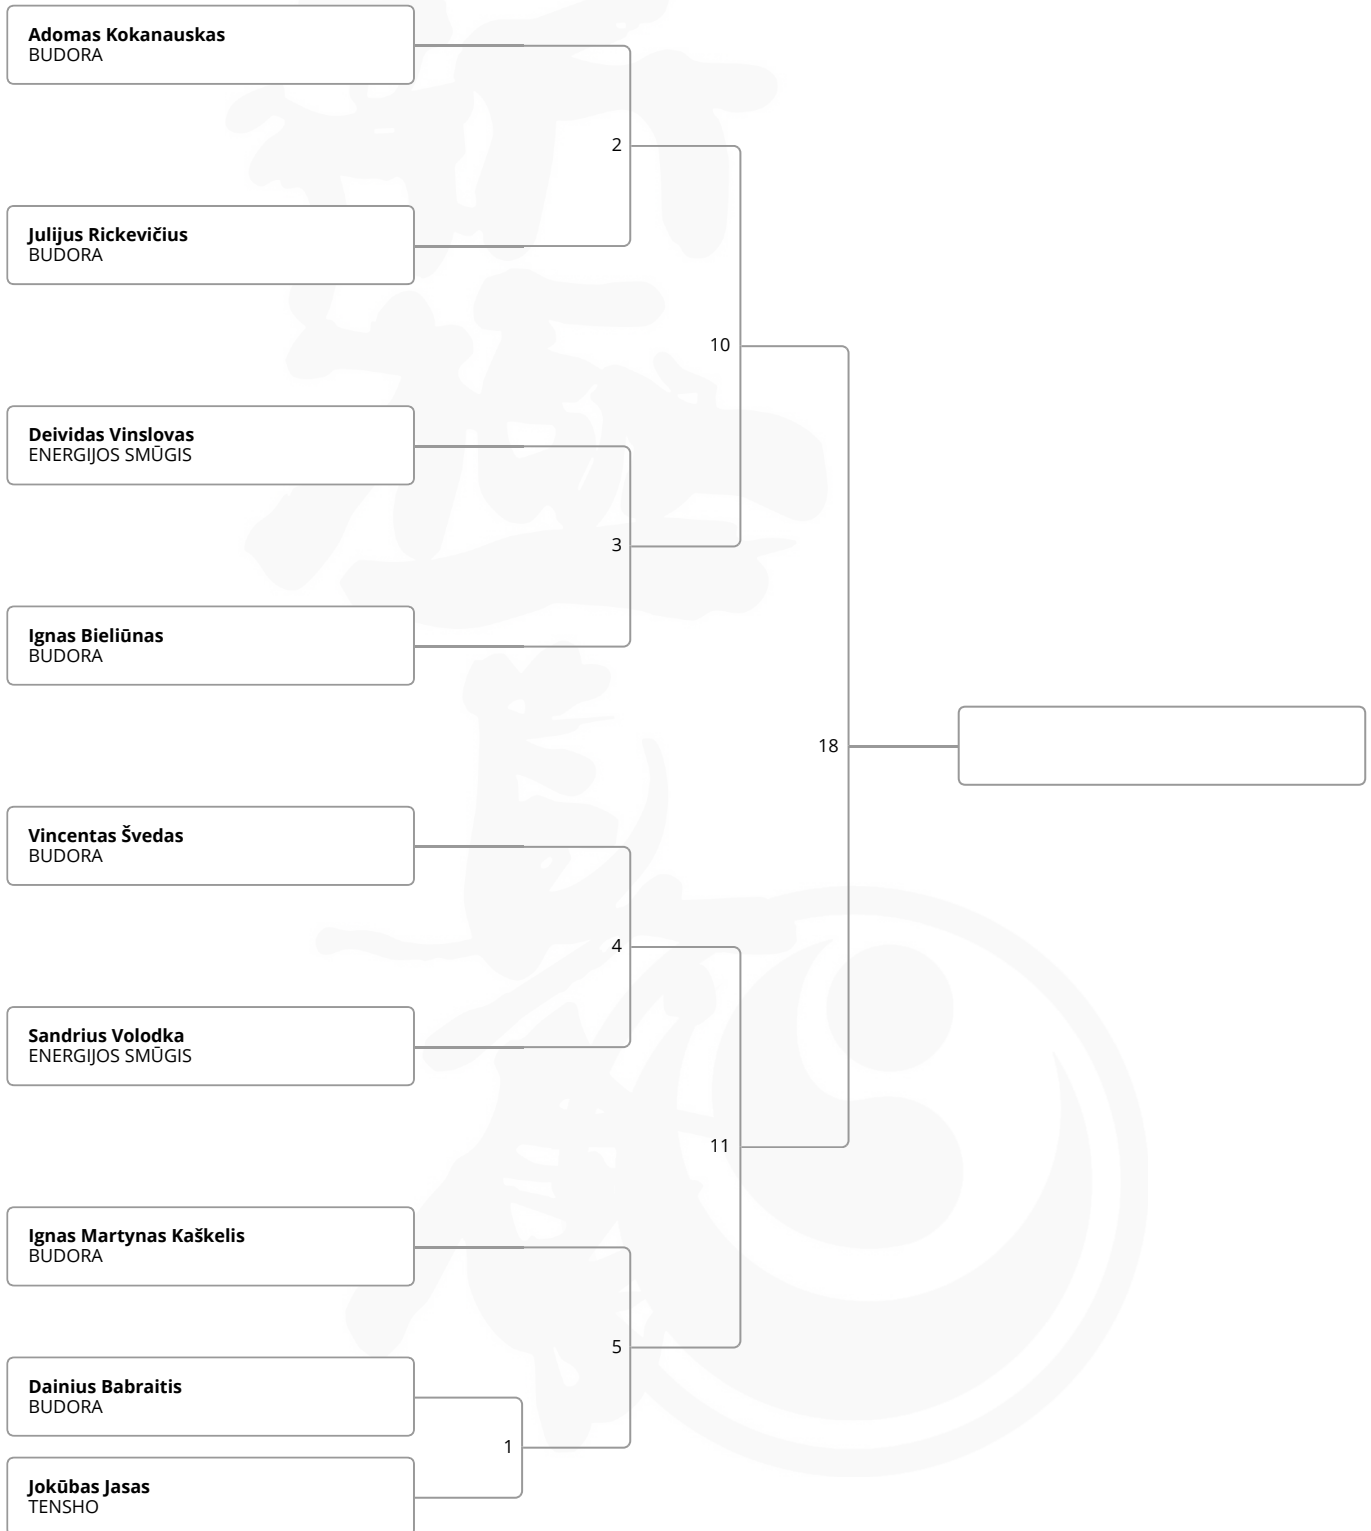 Adomas Kokanauskas
BUDORA
2
Julijus Rickevičius
BUDORA
10
Deividas Vinslovas
ENERGIJOS SMŪGIS
3
Ignas Bieliūnas
BUDORA
18
Vincentas Švedas
BUDORA
4
Sandrius Volodka
ENERGIJOS SMŪGIS
11
Ignas Martynas Kaškelis
BUDORA
5
Dainius Babraitis
BUDORA
1
Jokūbas Jasas
TENSHO